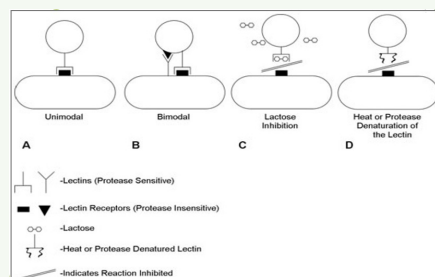 Unimodal
Bimodal
Lactose
Inhibition
Heat or Protease
Denaturation of
the Lectin
A
B
C
D
-Lectins (Protease Sensitive)
-Lectin Receptors (Protease Insensitive)
-Lactose
-Heat or Protease Denatured Lectin
-Indicates Reaction Inhibited